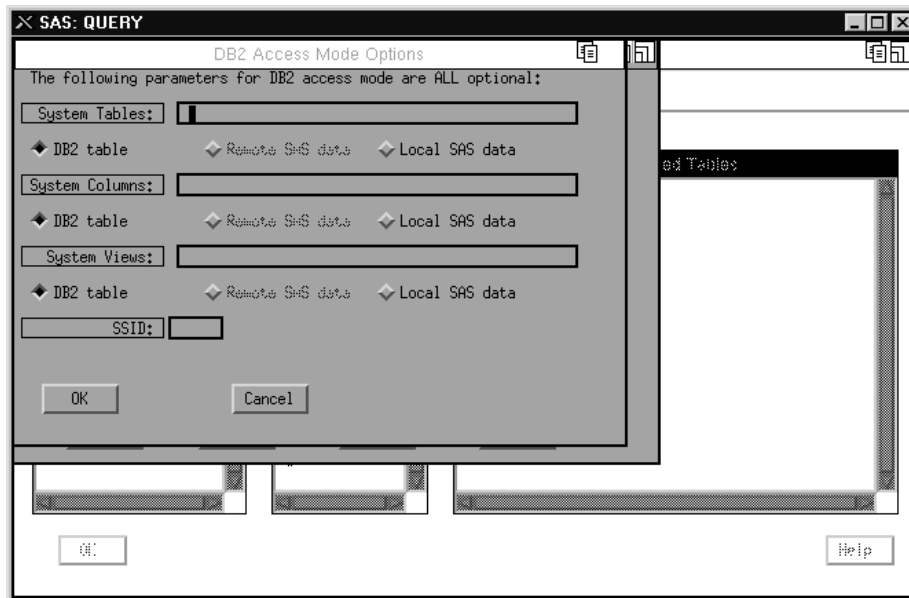 SAS: QUERY
DB2 Access Mode Options
The following parameters for DB2 access mode are ALL optional:
System Tables:
DB2 table Remote SAS data Local SAS data
ed Tables
System Columns:
DB2 table Remote SAS data Local SAS data
System Views:
DB2 table Remote SAS data Local SAS data
SSID:
OK Cancel
OK Help